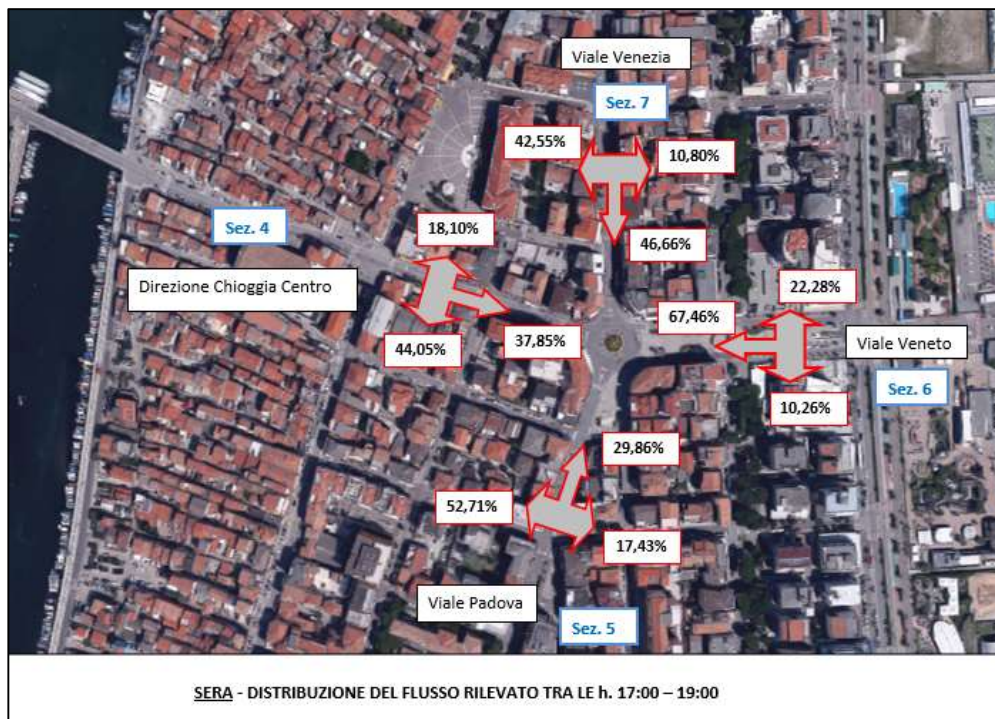 Viale Venezia
Sez. 7
42,55%
10,80%
Sez. 4
18,10%
46,66%
Direzione Chioggia Centro
22,28%
67,46%
44,05%
37,85%
Viale Veneto
Sez. 6
10,26%
29,86%
52,71%
17,43%
Viale Padova
Sez. 5
SERA - DISTRIBUZIONE DEL FLUSSO RILEVATO TRA LE h. 17:00 – 19:00